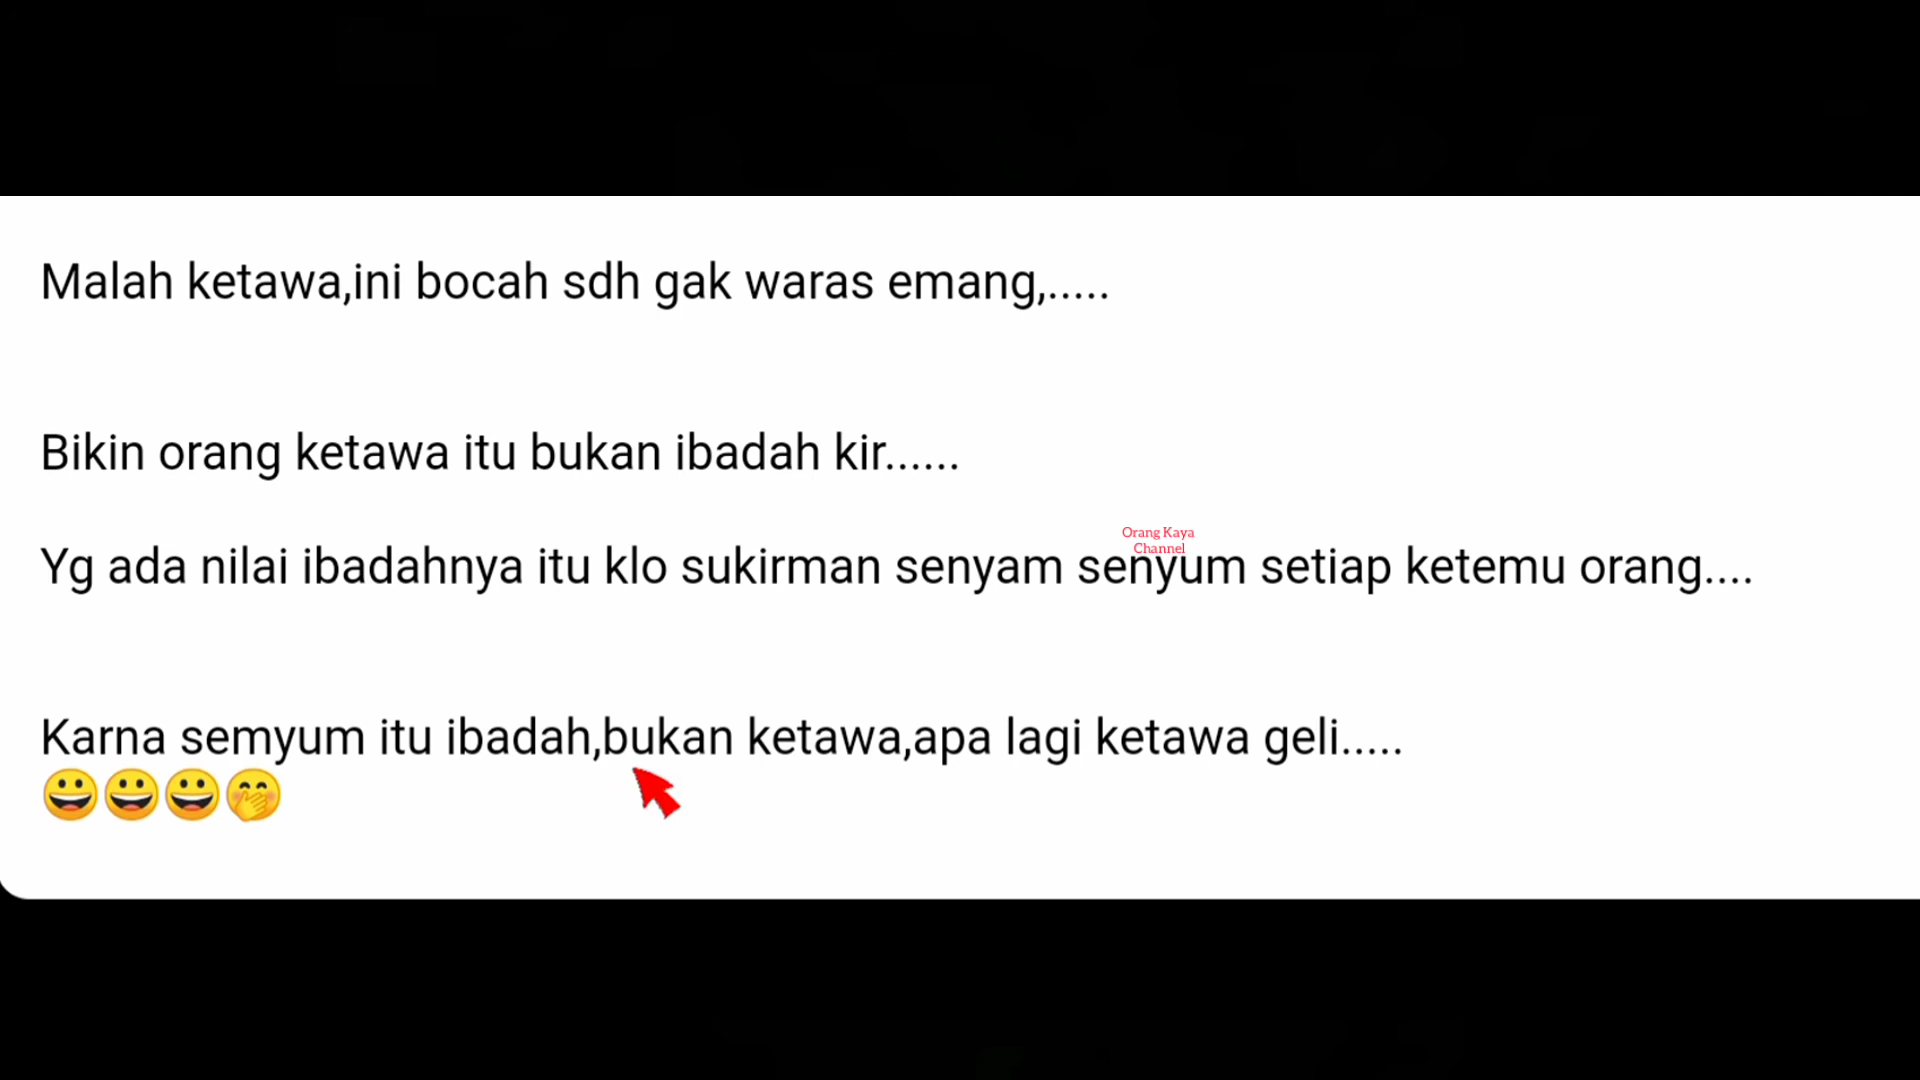 Malah ketawa,ini bocah sdh gak waras emang,.....
Bikin orang ketawa itu bukan ibadah kir......
Orang Kaya
Channel
Yg ada nilai ibadahnya itu klo sukirman senyam senyum setiap ketemu orang....
Karna semyum itu ibadah,bukan ketawa,apa lagi ketawa geli.....
😀😀😀🤭